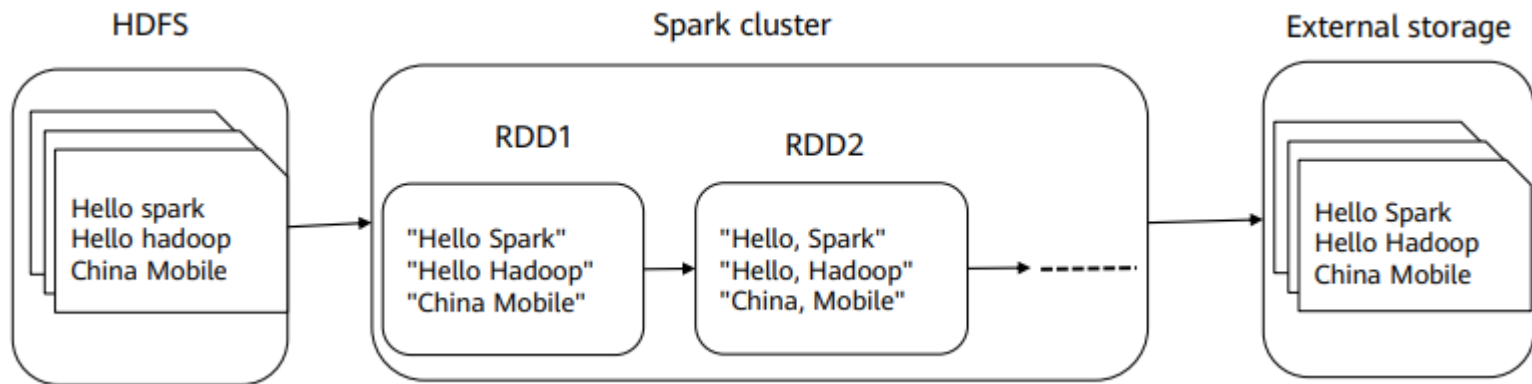 HDFS
Spark cluster
External storage
Hello spark
Hello hadoop
China Mobile
RDD1
"Hello Spark"
"Hello Hadoop"
"China Mobile"
RDD2
"Hello, Spark"
"Hello, Hadoop"
"China, Mobile"
Hello Spark
Hello Hadoop
China Mobile